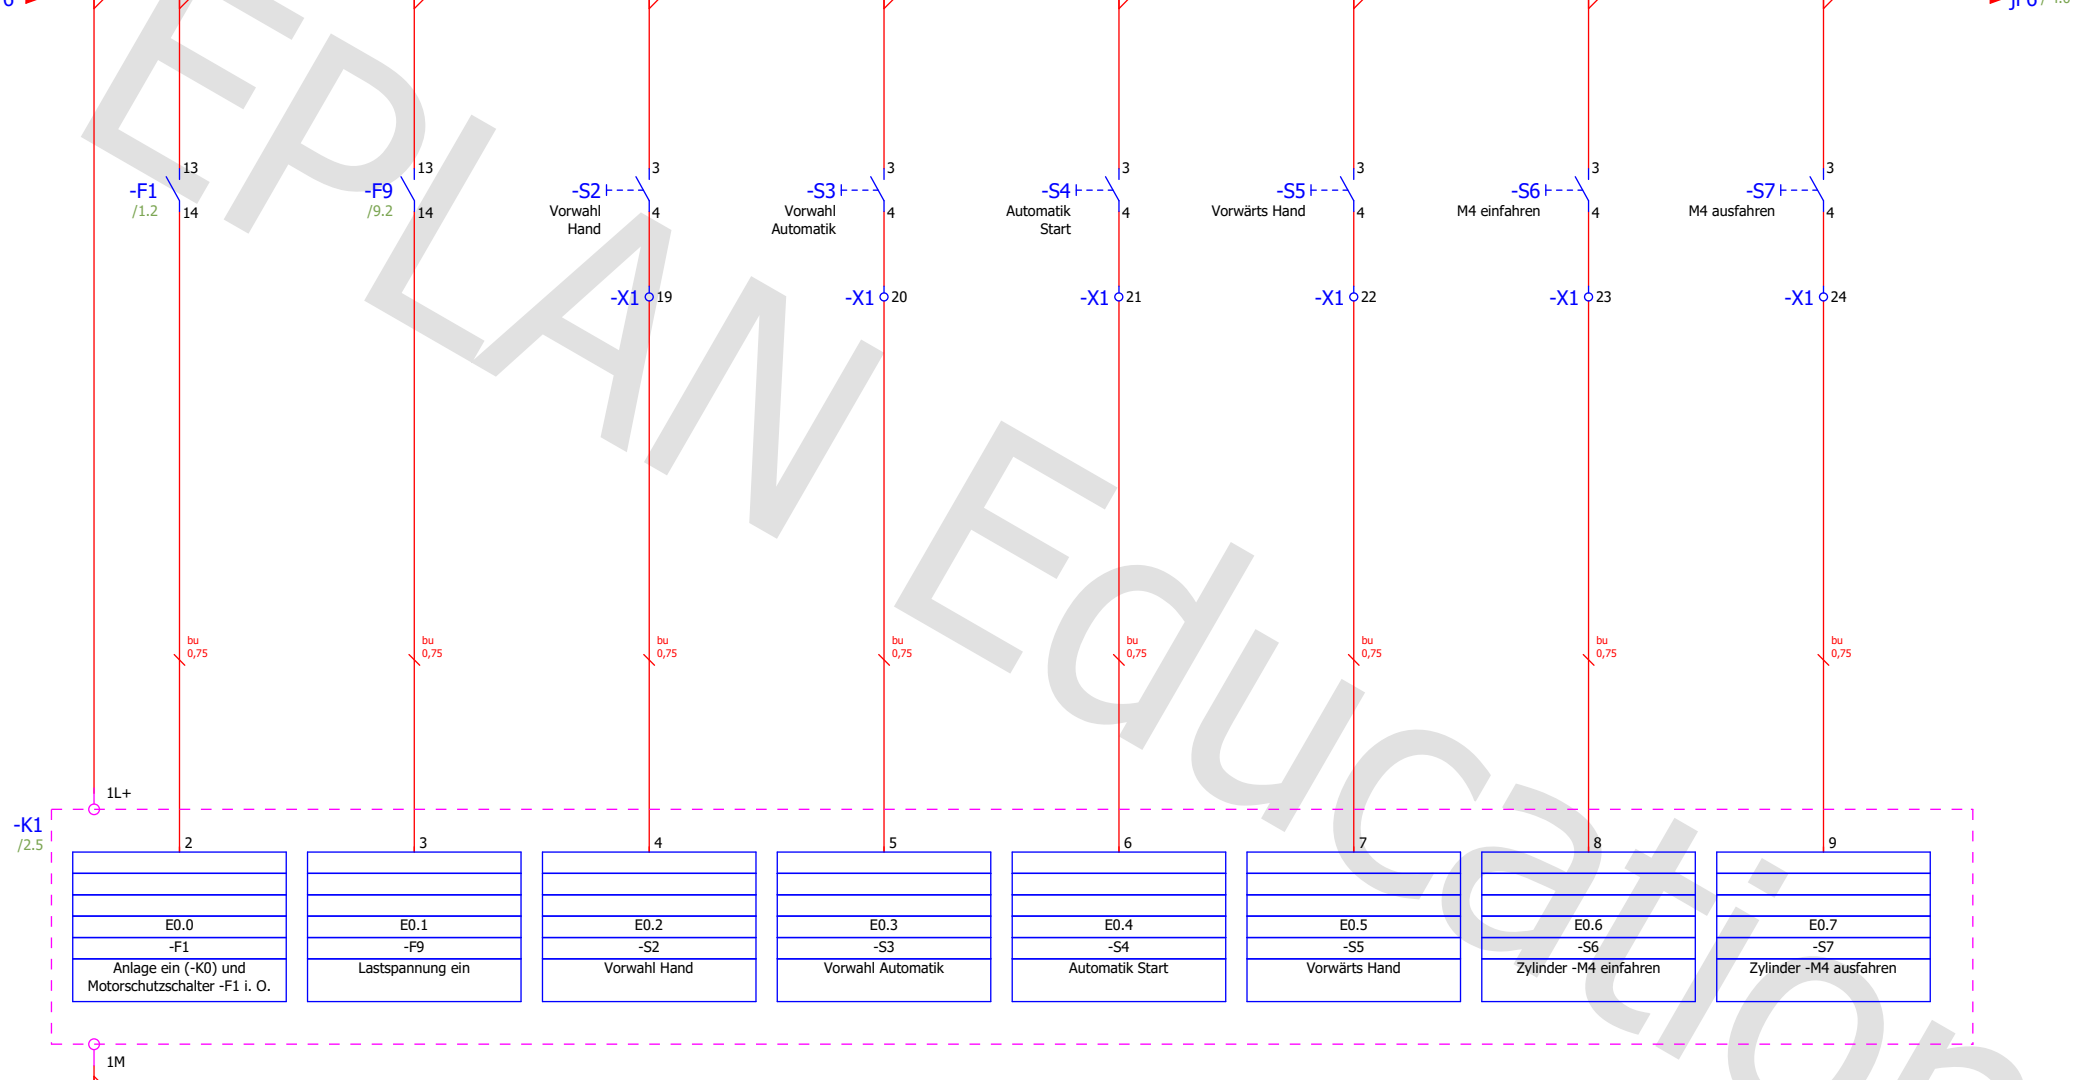 13
13
3
3
3
3
3
3
-F1
-F9
-S2
-S3
-S4
-S5
-S6
-S7
/1.2
/9.2
14
14
4
4
4
4
4
4
Vorwahl
Hand
Vorwahl
Automatik
Automatik
Start
Vorwärts Hand
M4 einfahren
M4 ausfahren
-X1 19
-X1 20
-X1 21
-X1 22
-X1 23
-X1 24
EPLAN Education
bu
0,75
bu
0,75
bu
0,75
bu
0,75
bu
0,75
bu
0,75
bu
0,75
bu
0,75
1L+
-K1
/2.5
2
3
4
5
6
7
8
9
E0.0
-F1
Anlage ein (-K0) und
Motorschutzschalter -F1 i. O.
E0.1
-F9
Lastspannung ein
E0.2
-S2
Vorwahl Hand
E0.3
-S3
Vorwahl Automatik
E0.4
-S4
Automatik Start
E0.5
-S5
Vorwärts Hand
E0.6
-S6
Zylinder -M4 einfahren
E0.7
-S7
Zylinder -M4 ausfahren
1M